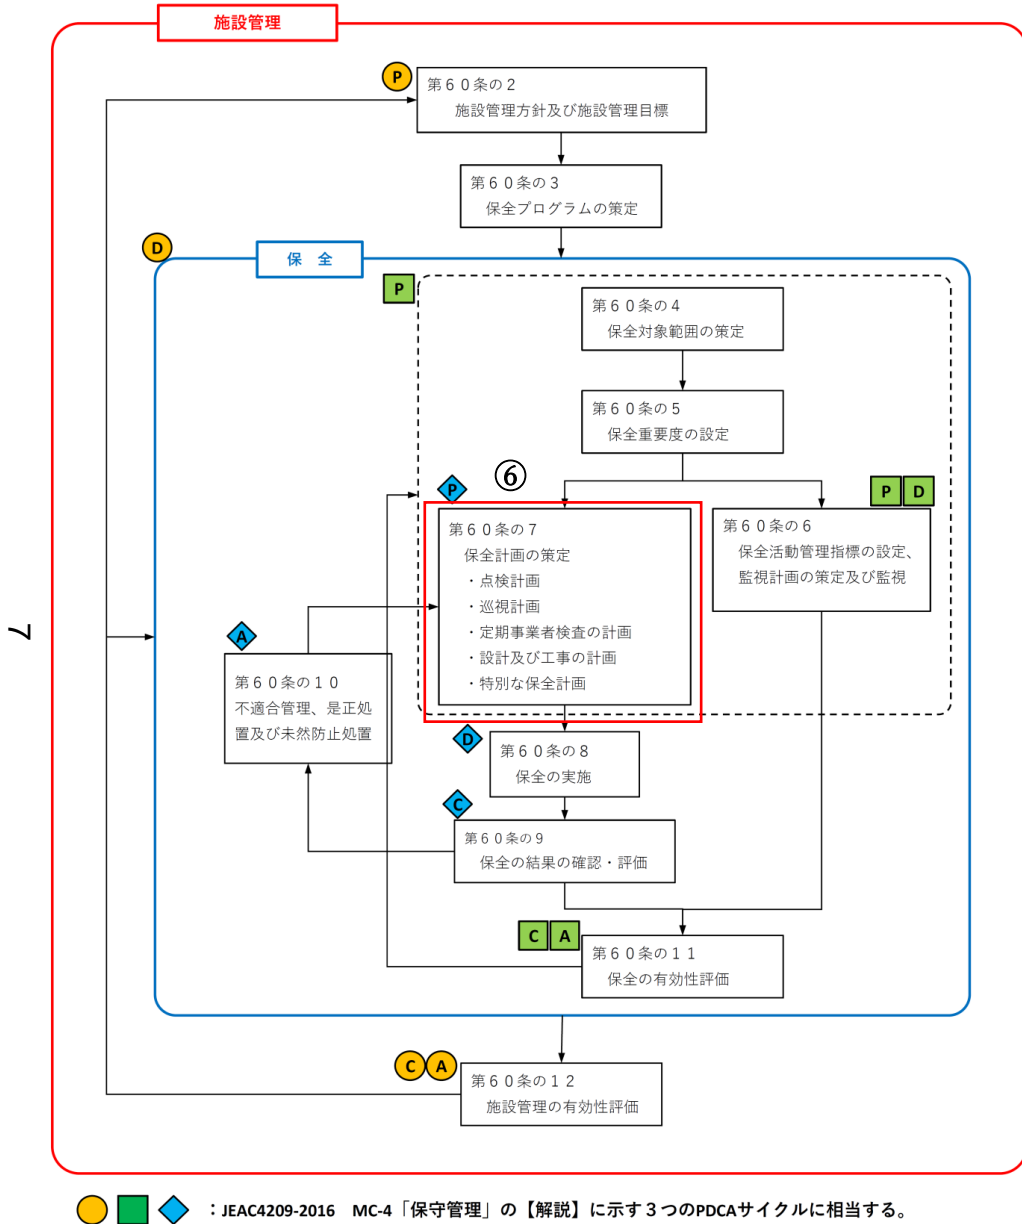 施設管理
P
第６０条の２
施設管理方針及び施設管理目標
第６０条の３
保全プログラムの策定
D
保　全
P
第６０条の４
保全対象範囲の策定
第６０条の５
保全重要度の設定
⑥
P
P D
第６０条の７
保全計画の策定
・点検計画
・巡視計画
・定期事業者検査の計画
・設計及び工事の計画
・特別な保全計画
第６０条の６
保全活動管理指標の設定、
監視計画の策定及び監視
7
A
第６０条の１０
不適合管理、是正処
置及び未然防止処置
D
第６０条の８
保全の実施
C
第６０条の９
保全の結果の確認・評価
C A
第６０条の１１
保全の有効性評価
C A
第６０条の１２
施設管理の有効性評価
：JEAC4209-2016　MC-4「保守管理」の【解説】に示す３つのPDCAサイクルに相当する。